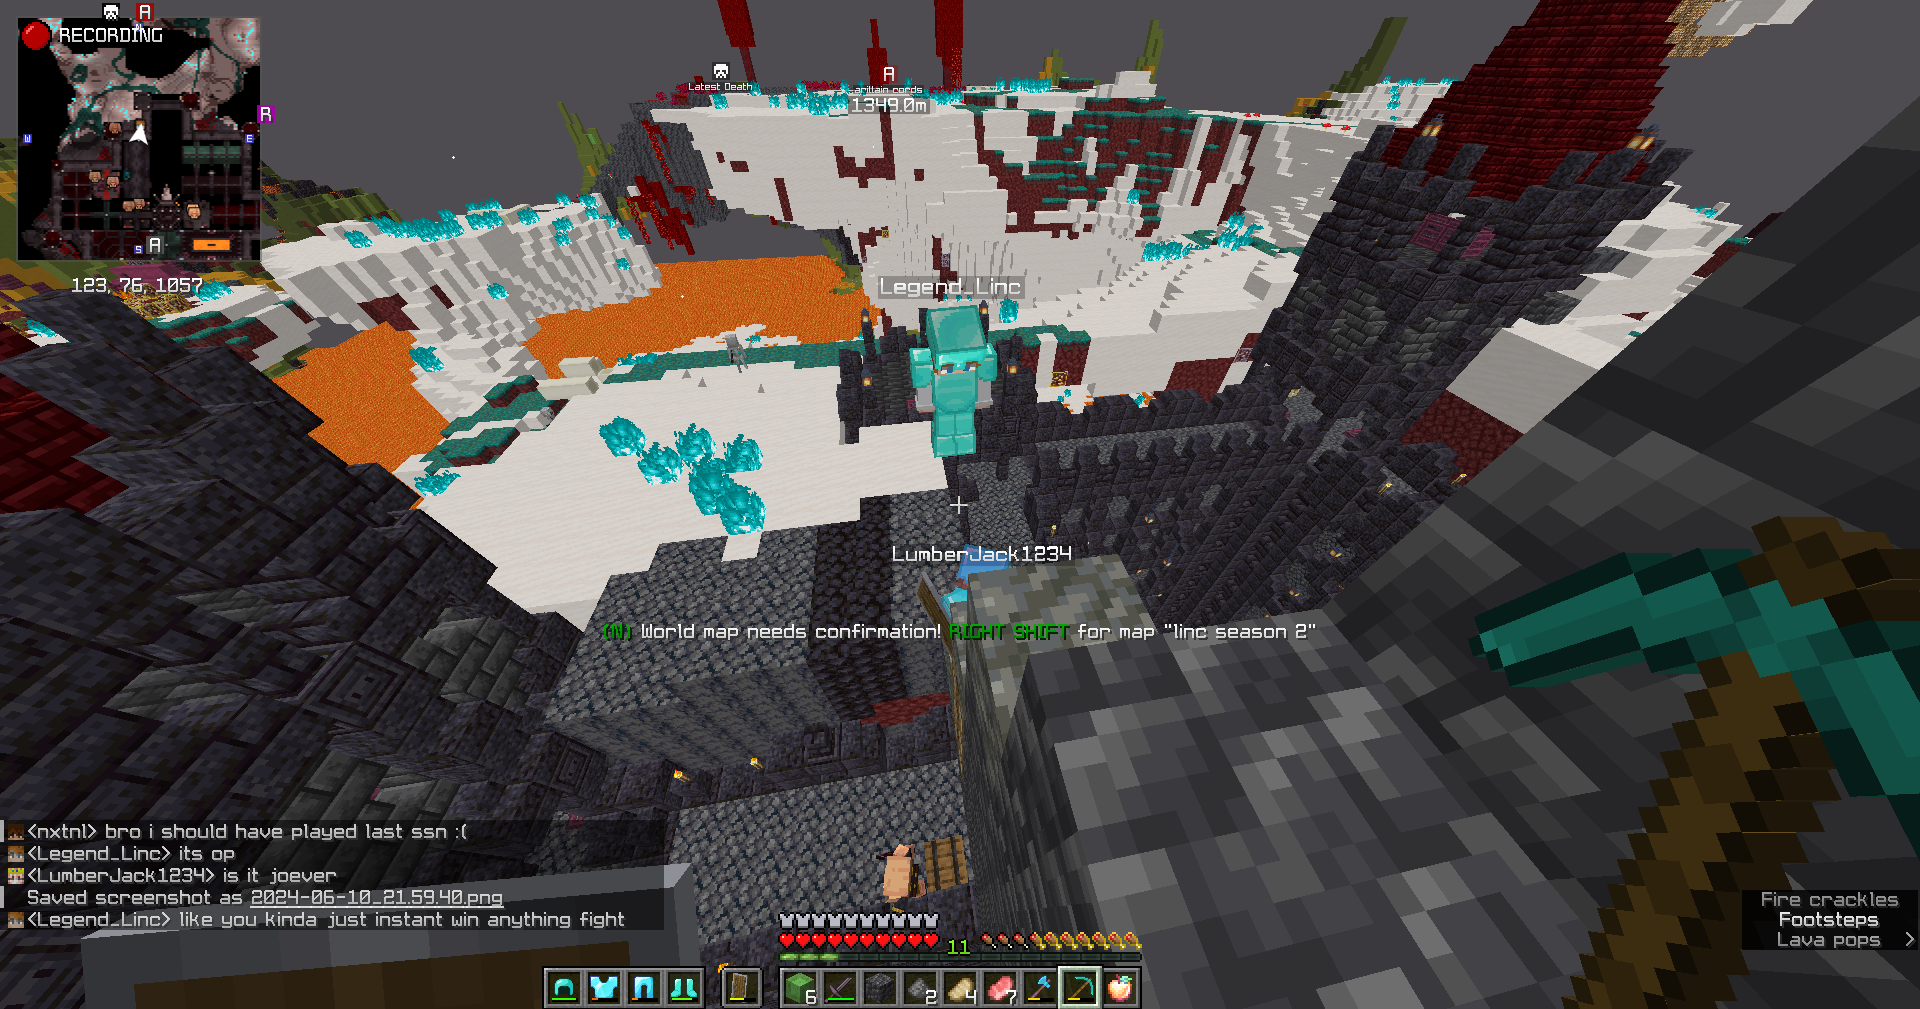 A
N
RECORDING
R
W
E
S
A
123, 76, 1057
Latest Death
A
1349.0m
Legend_Linc
LumberJack1234
(N) World map needs confirmation! RIGHT SHIFT for map "linc season 2"
<nxtnl> bro i should have played last ssn :(
<Legend_Linc> its op
<LumberJack1234> is it joever
Saved screenshot as 2024-06-10_21.59.40.png
<Legend_Linc> like you kinda just instant win anything fight
Fire crackles
Footsteps
Lava pops >
11
6
2
4
7